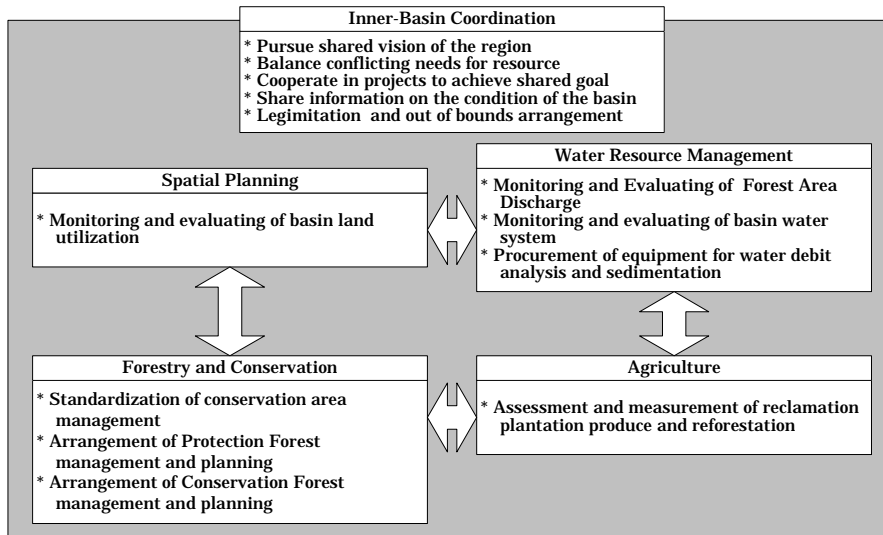 Inner-Basin Coordination
* Pursue shared vision of the region
* Balance conflicting needs for resource
* Cooperate in projects to achieve shared goal
* Share information on the condition of the basin
* Legimitation and out of bounds arrangement
Spatial Planning
* Monitoring and evaluating of basin land
utilization
Water Resource Management
* Monitoring and Evaluating of Forest Area
Discharge
* Monitoring and evaluating of basin water
system
* Procurement of equipment for water debit
analysis and sedimentation
Forestry and Conservation
* Standardization of conservation area
management
* Arrangement of Protection Forest
management and planning
* Arrangement of Conservation Forest
management and planning
Agriculture
* Assessment and measurement of reclamation
plantation produce and reforestation